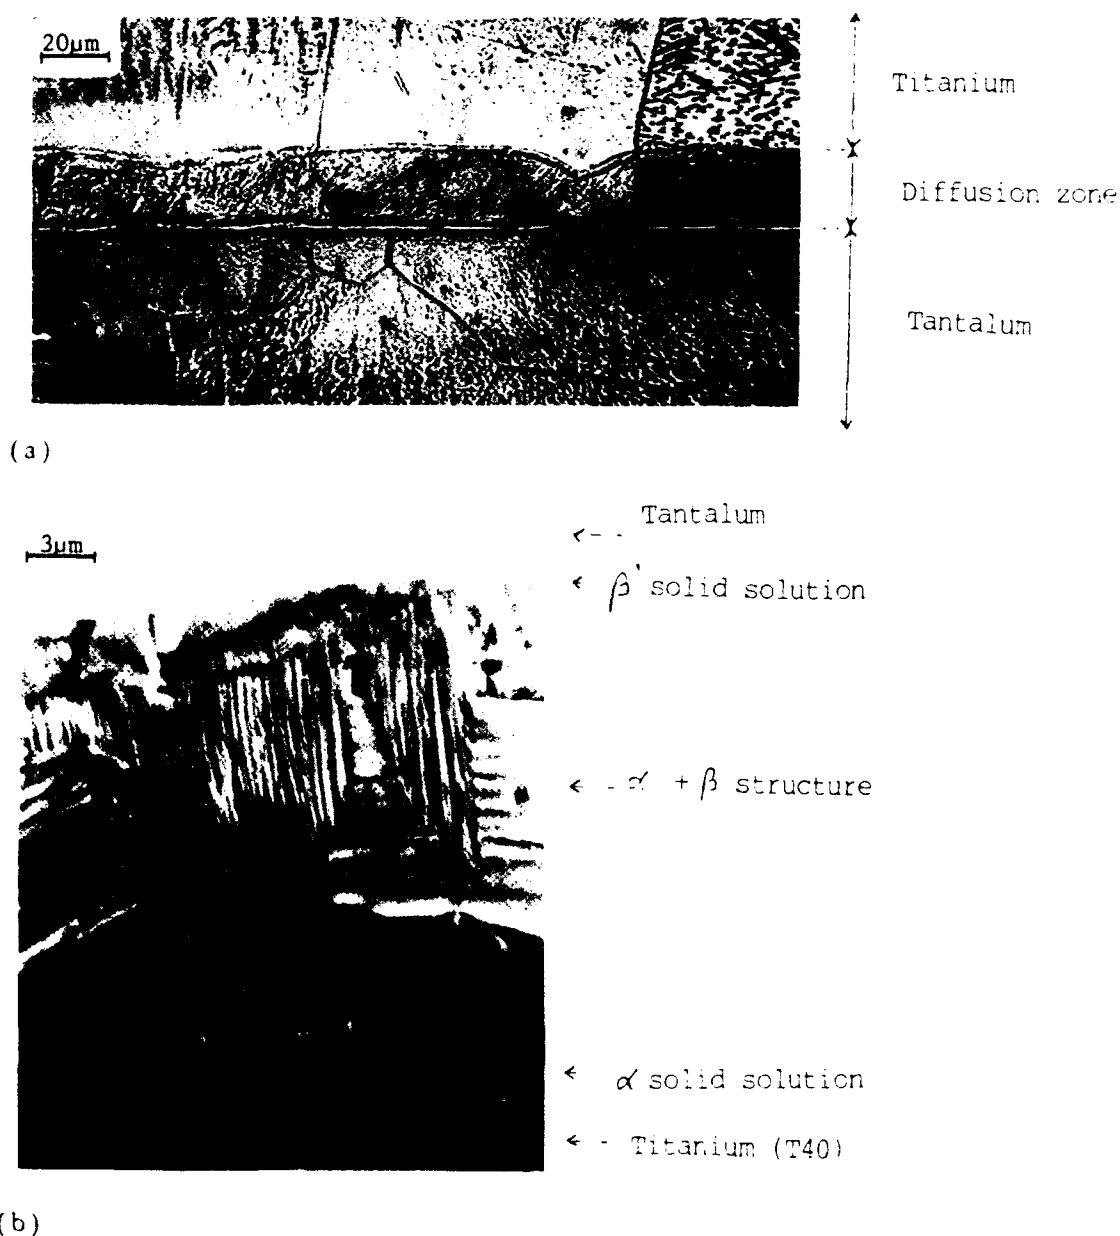 20µm
Titanium
Diffusion zone
Tantalum
(a)
Tantalum
3µm
β' solid solution
α + β structure
α solid solution
Titanium (T40)
(b)